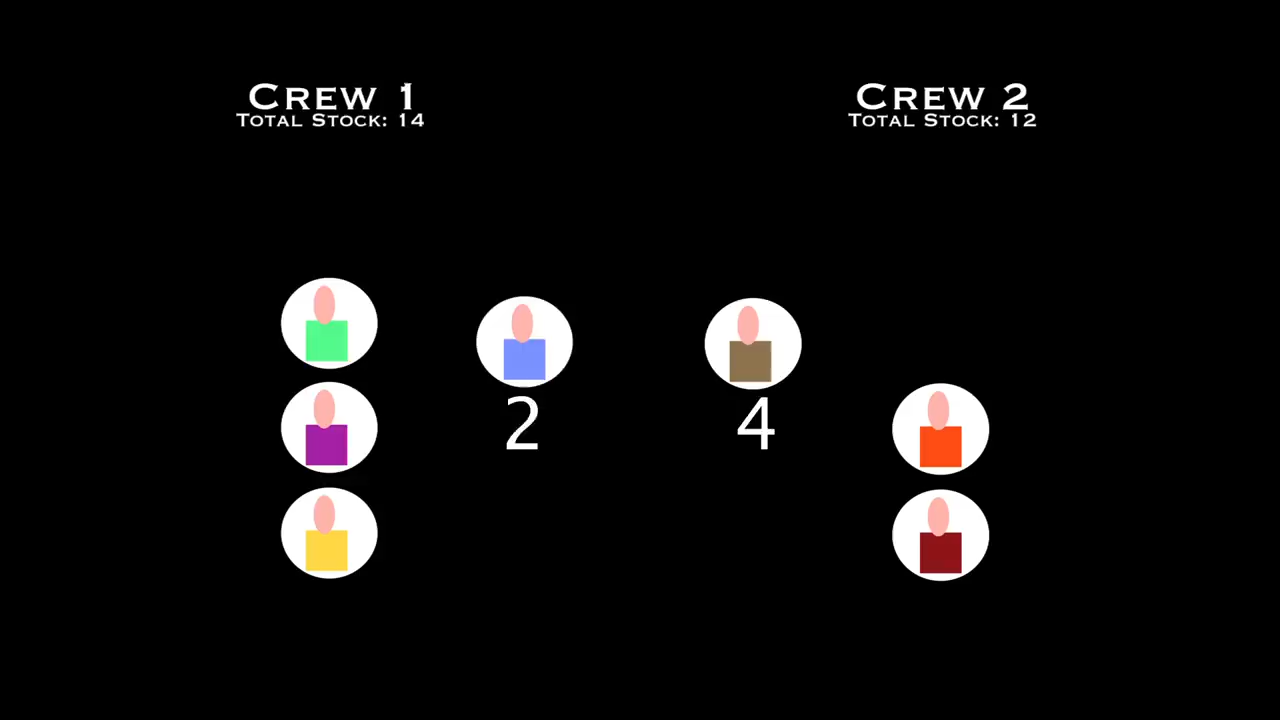 Crew 1
Total Stock: 14
Crew 2
Total Stock: 12
2
4